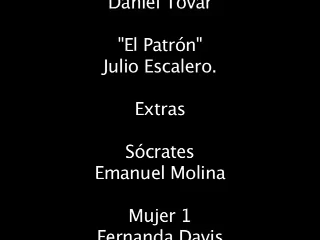 Daniel Tovar
"El Patrón"
Julio Escalero.
Extras
Sócrates
Emanuel Molina
Mujer 1
Fernanda Davis